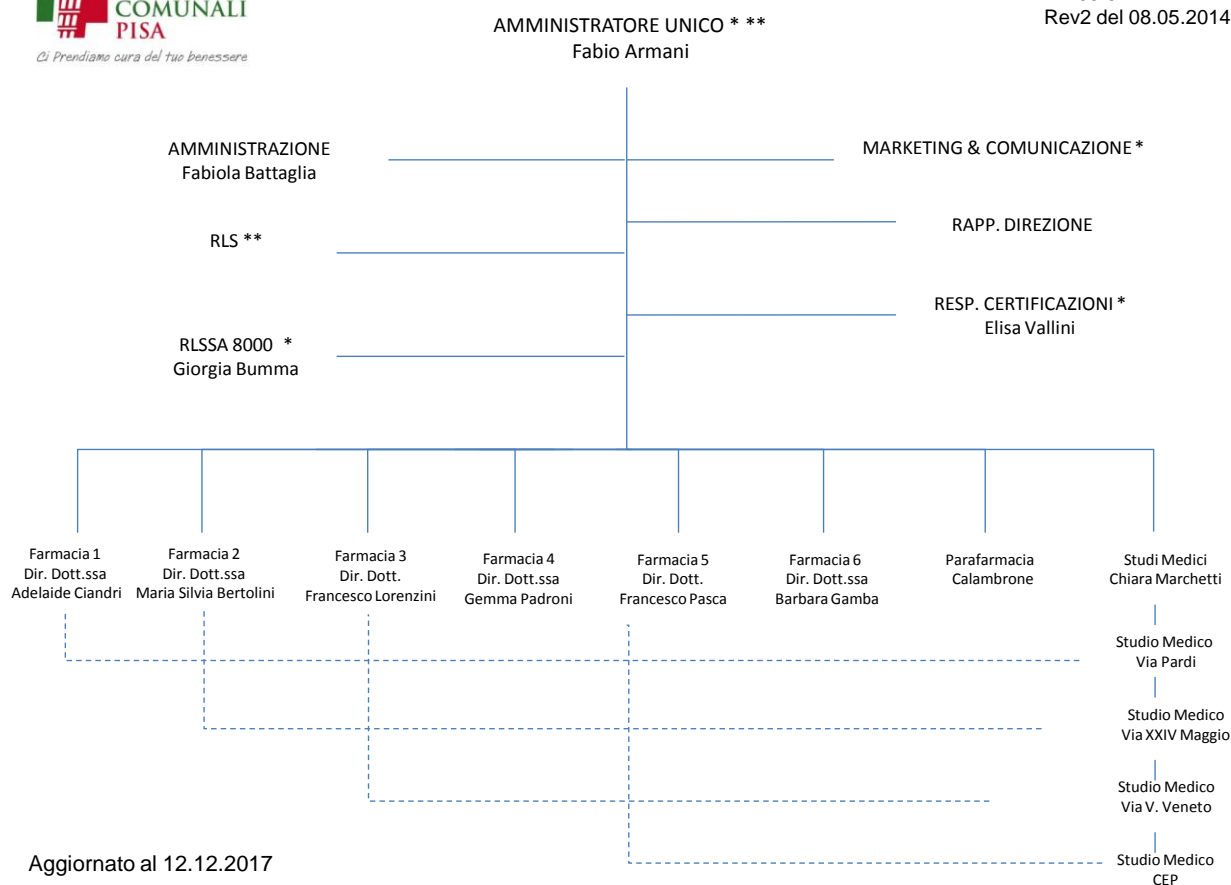 COMUNALI
PISA
Ci Prendiamo cura del tuo benessere
AMMINISTRATORE UNICO * **
Fabio Armani
Rev2 del 08.05.2014
AMMINISTRAZIONE
Fabiola Battaglia
MARKETING & COMUNICAZIONE *
RLS **
RAPP. DIREZIONE
RESP. CERTIFICAZIONI *
Elisa Vallini
RLSSA 8000 *
Giorgia Bumma
Farmacia 1
Dir. Dott.ssa
Adelaide Ciandri
Farmacia 2
Dir. Dott.ssa
Maria Silvia Bertolini
Farmacia 3
Dir. Dott.
Francesco Lorenzini
Farmacia 4
Dir. Dott.ssa
Gemma Padroni
Farmacia 5
Dir. Dott.
Francesco Pasca
Farmacia 6
Dir. Dott.ssa
Barbara Gamba
Parafarmacia
Calambrone
Studi Medici
Chiara Marchetti
Studio Medico
Via Pardi
Studio Medico
Via XXIV Maggio
Studio Medico
Via V. Veneto
Studio Medico
CEP
Aggiornato al 12.12.2017